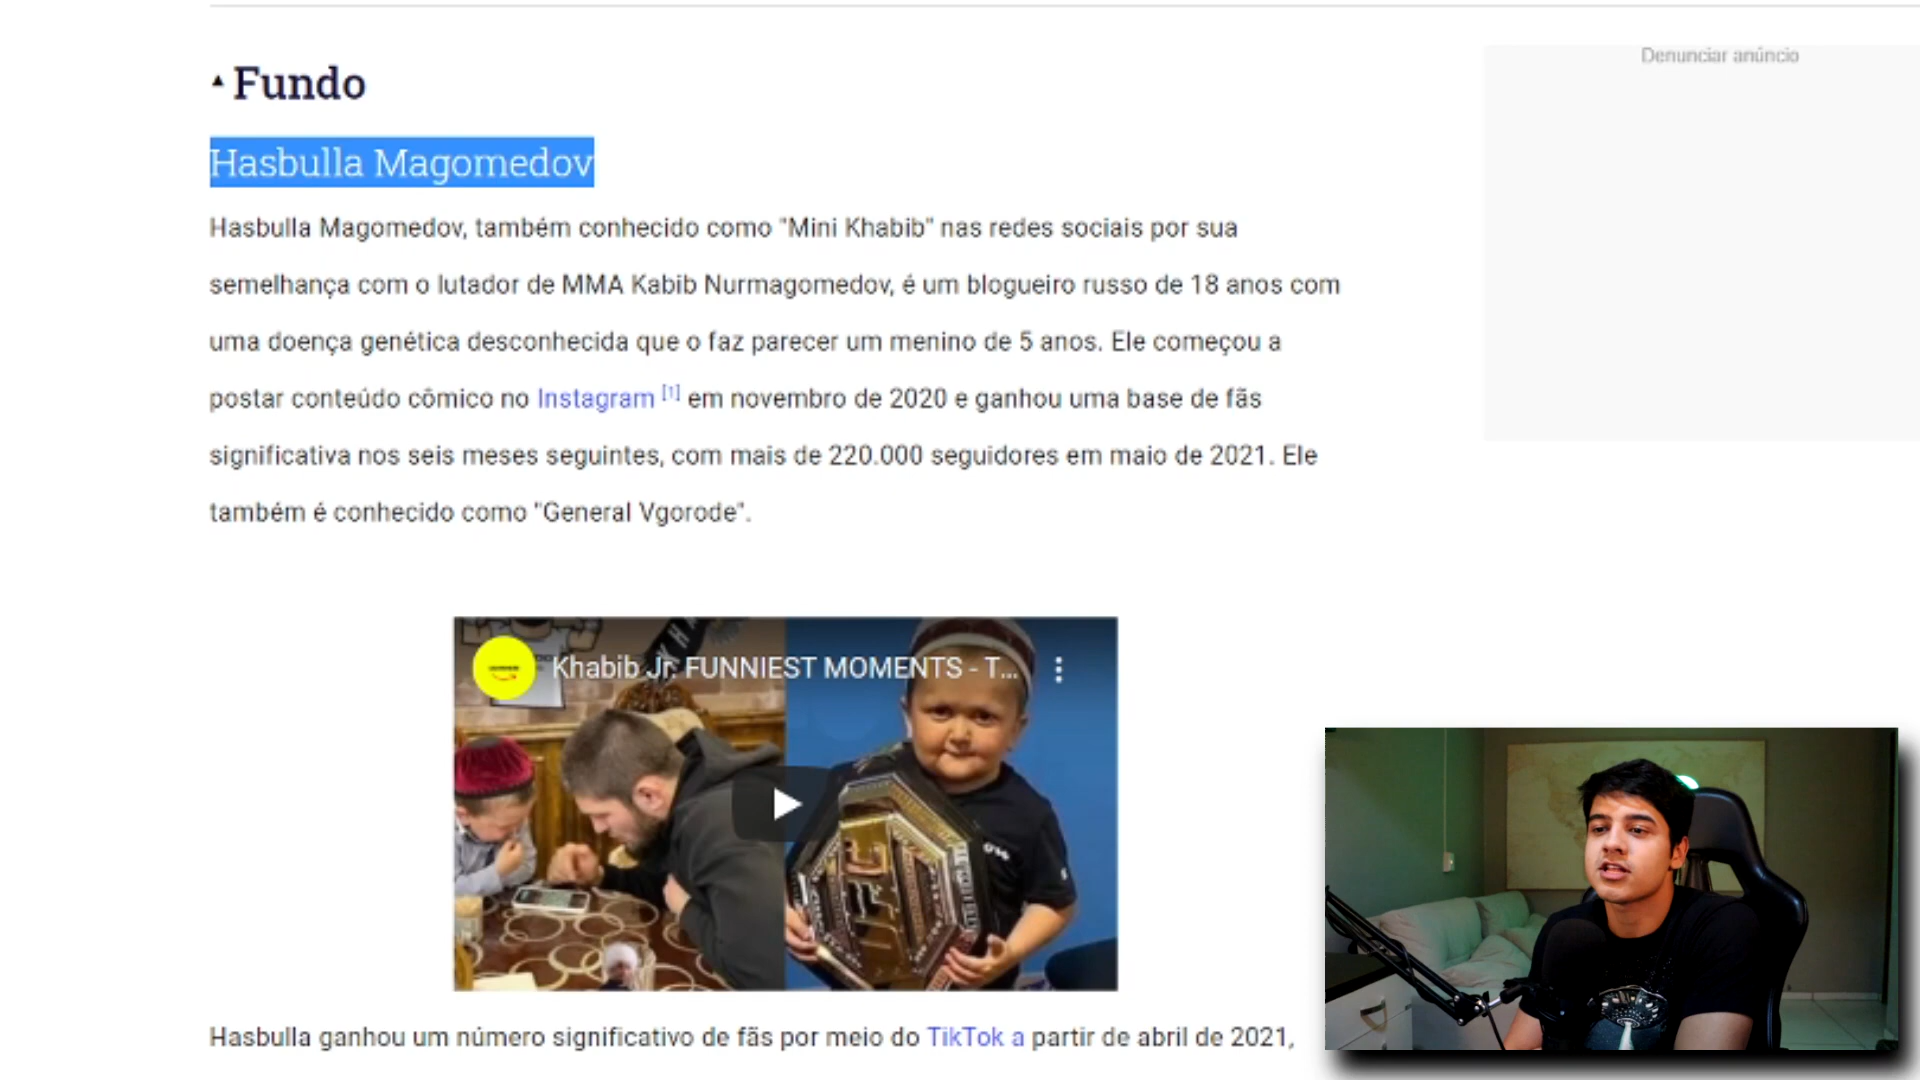 Denunciar anúncio
Fundo
Hasbulla Magomedov
Hasbulla Magomedov, também conhecido como "Mini Khabib" nas redes sociais por sua
semelhança com o lutador de MMA Kabib Nurmagomedov, é um blogueiro russo de 18 anos com
uma doença genética desconhecida que o faz parecer um menino de 5 anos. Ele começou a
postar conteúdo cômico no Instagram [1] em novembro de 2020 e ganhou uma base de fãs
significativa nos seis meses seguintes, com mais de 220.000 seguidores em maio de 2021. Ele
também é conhecido como "General Vgorode".
Khabib Jr. FUNNIEST MOMENTS - T...
Hasbulla ganhou um número significativo de fãs por meio do TikTok a partir de abril de 2021,